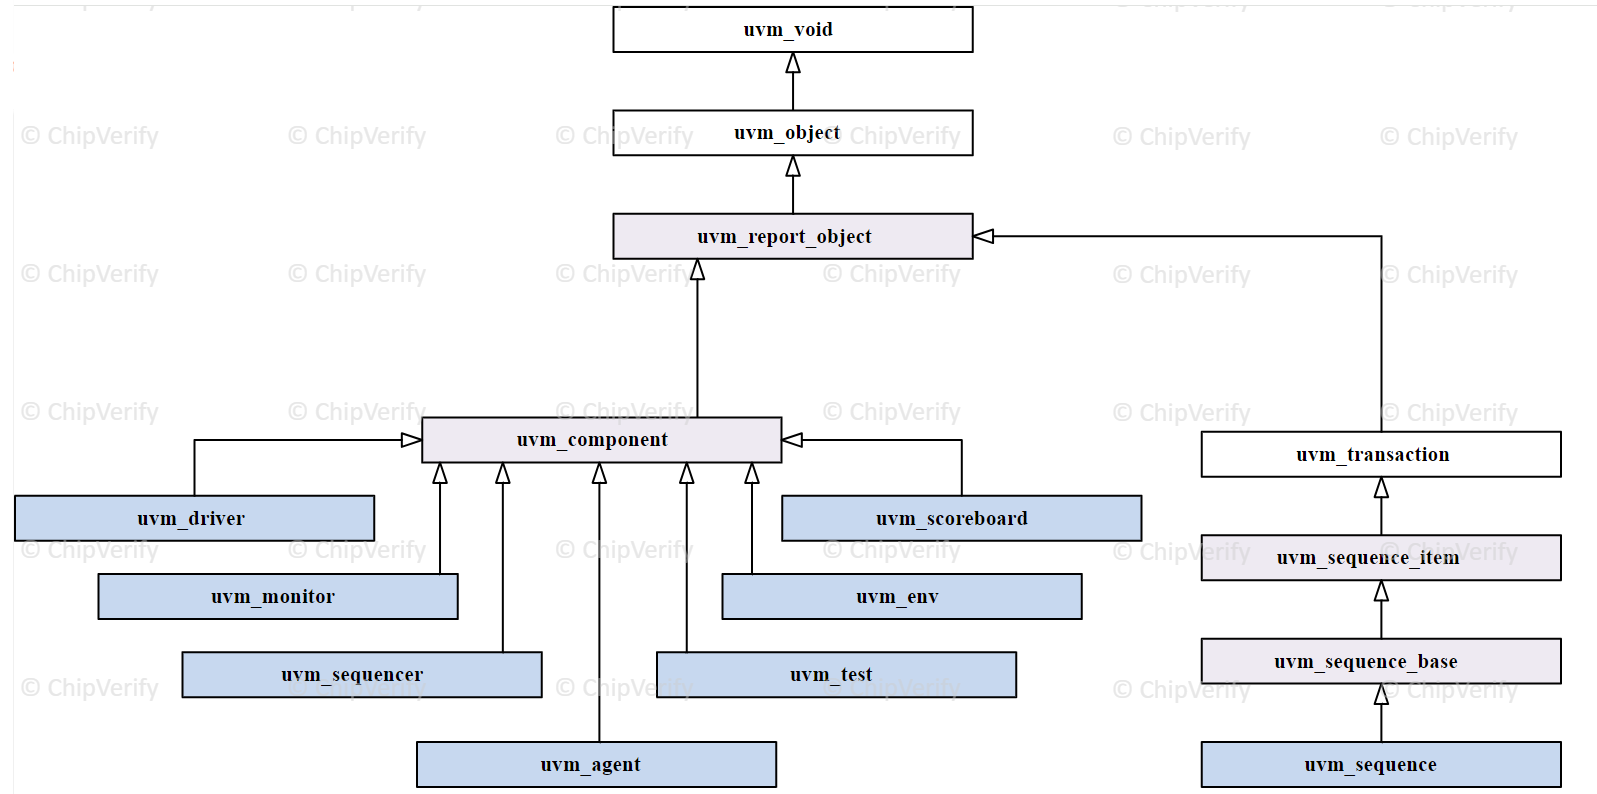 uvm_void
uvm_object
© ChipVerify © ChipVerify © ChipVerify © ChipVerify © ChipVerify © ChipVerify
uvm_report_object
© ChipVerify © ChipVerify © ChipVerify © ChipVerify © ChipVerify © ChipVerify
© ChipVerify © ChipVerify © ChipVerify © ChipVerify © ChipVerify © ChipVerify
uvm_component
uvm_transaction
uvm_driver
uvm_scoreboard
© ChipVerify © ChipVerify © ChipVerify © ChipVerify © ChipVerify © ChipVerify
uvm_sequence_item
uvm_monitor
uvm_env
uvm_sequence_base
uvm_sequencer
uvm_test
© ChipVerify © ChipVerify © ChipVerify © ChipVerify © ChipVerify © ChipVerify
uvm_agent
uvm_sequence